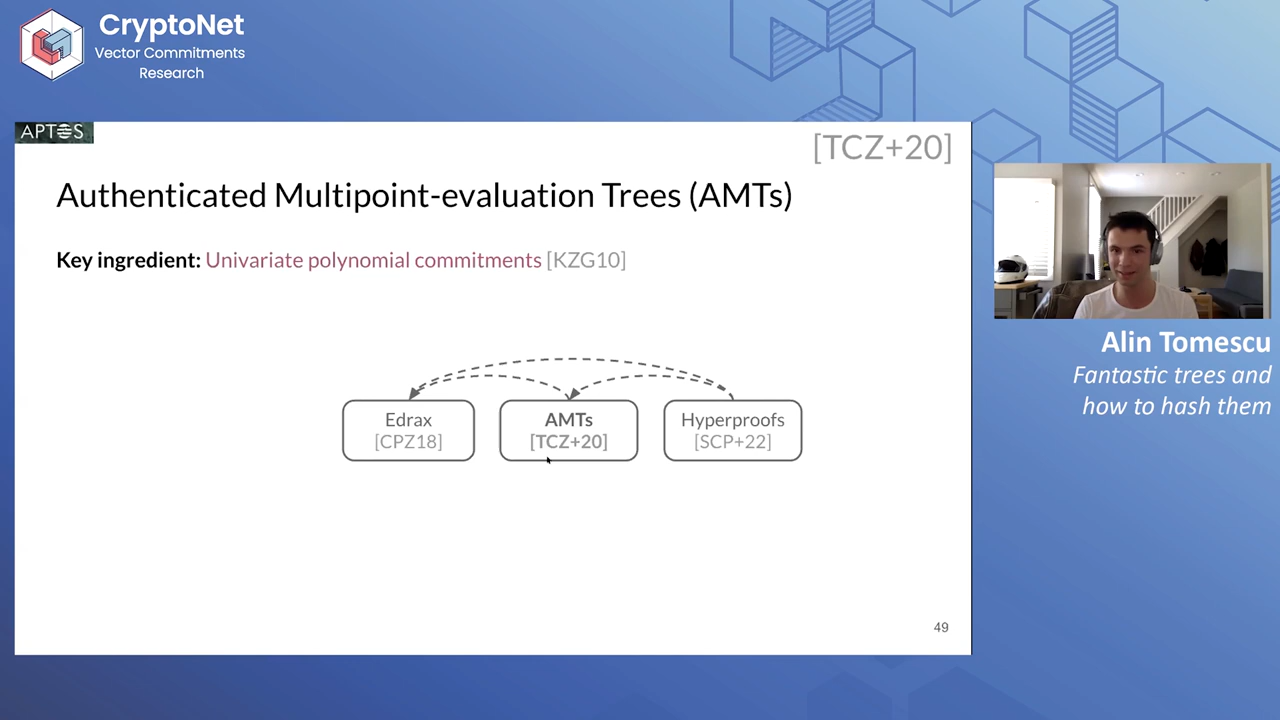 CryptoNet
Vector Commitments
Research
APTOS
[TCZ+20]
Authenticated Multipoint-evaluation Trees (AMTs)
Key ingredient: Univariate polynomial commitments [KZG10]
Edrax
[CPZ18]
AMTs
[TCZ+20]
Hyperproofs
[SCP+22]
49
Alin Tomescu
Fantastic trees and
how to hash them